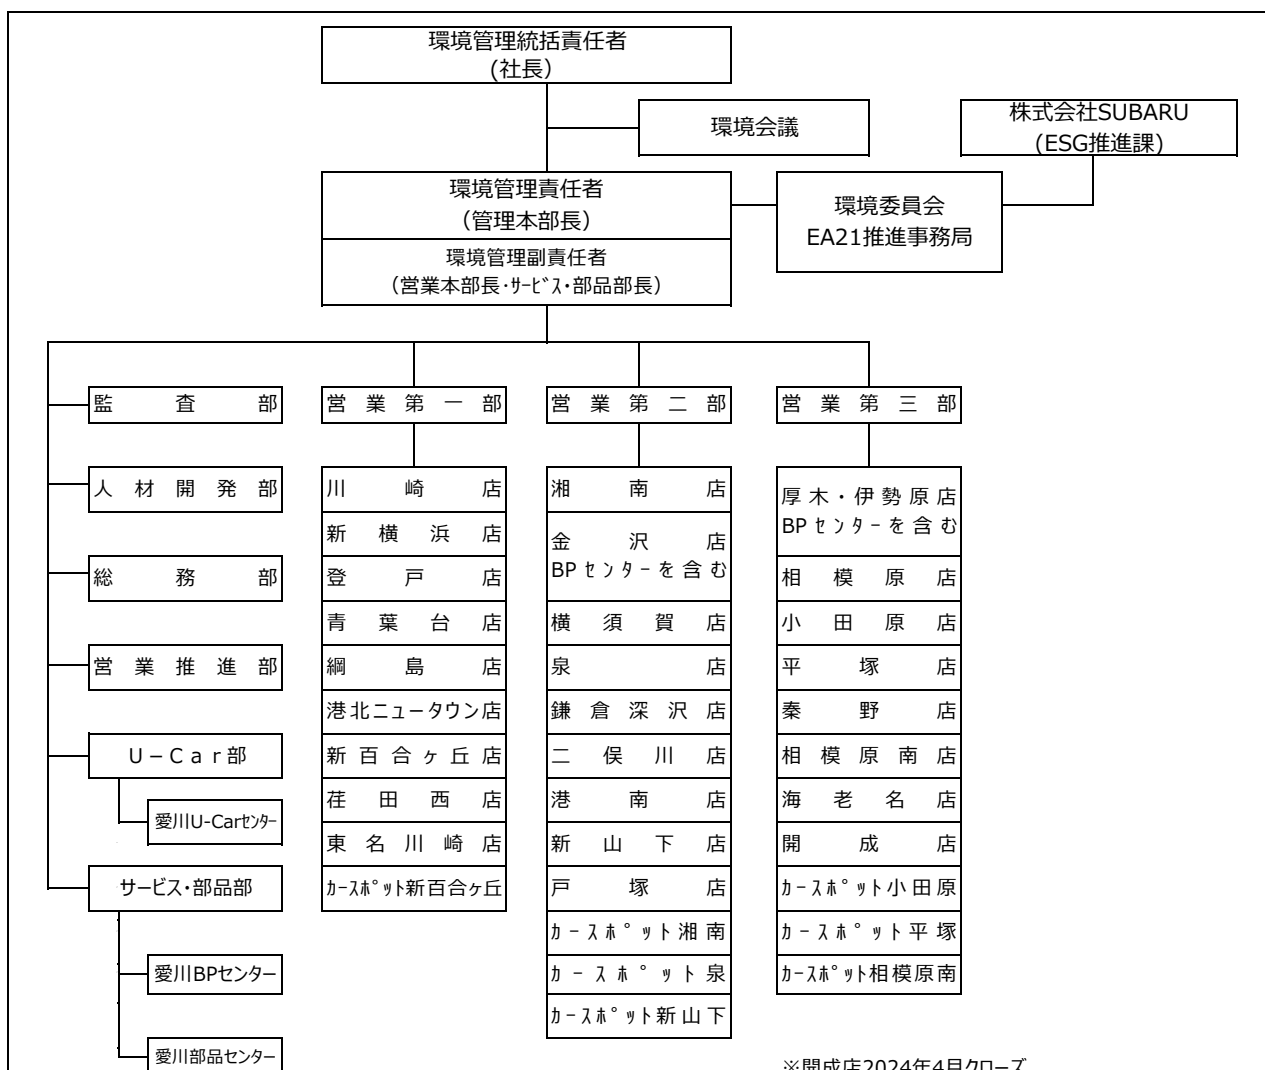 環境管理統括責任者
(社長)
環境会議
株式会社SUBARU
(ESG推進課)
環境管理責任者
(管理本部長)
環境委員会
EA21推進事務局
環境管理副責任者
(営業本部長･ｻｰﾋﾞｽ･部品部長)
監査部
人材開発部
総務部
営業推進部
U－Car部
愛川U-Carｾﾝﾀｰ
サービス・部品部
愛川BPセンター
愛川部品センター
営業第一部
川崎店
新横浜店
登戸店
青葉台店
綱島店
港北ニュータウン店
新百合ヶ丘店
荏田西店
東名川崎店
ｶｰｽﾎﾟｯﾄ新百合ヶ丘
営業第二部
湘南店
金沢店
BPセンターを含む
横須賀店
泉店
鎌倉深沢店
二俣川店
港南店
新山下店
戸塚店
ｶｰｽﾎﾟｯﾄ湘南
ｶｰｽﾎﾟｯﾄ泉
ｶｰｽﾎﾟｯﾄ新山下
営業第三部
厚木・伊勢原店
BPセンターを含む
相模原店
小田原店
平塚店
秦野店
相模原南店
海老名店
開成店
ｶｰｽﾎﾟｯﾄ小田原
ｶｰｽﾎﾟｯﾄ平塚
ｶｰｽﾎﾟｯﾄ相模原南
※開成店2024年4月クローズ